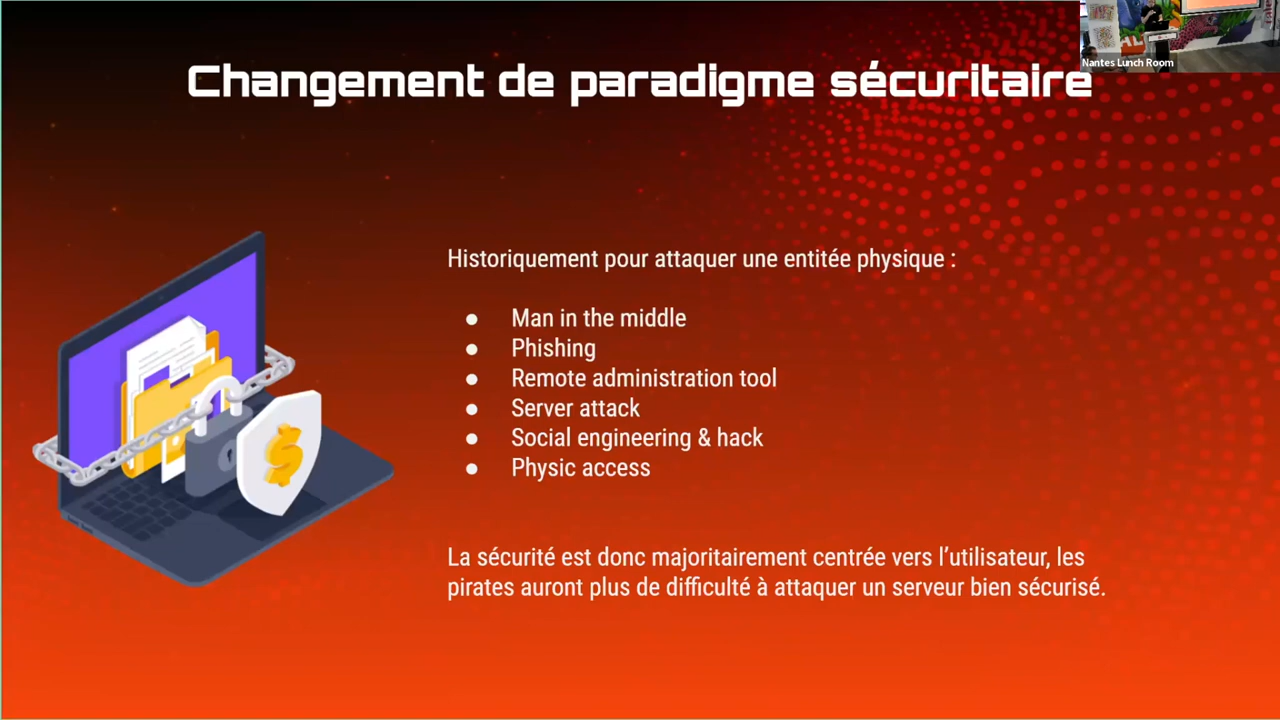 Changement de paradigme sécuritaire
Nantes Lunch Room
Historiquement pour attaquer une entitée physique :
● Man in the middle
● Phishing
● Remote administration tool
● Server attack
● Social engineering & hack
● Physic access
La sécurité est donc majoritairement centrée vers l’utilisateur, les
pirates auront plus de difficulté à attaquer un serveur bien sécurisé.
$